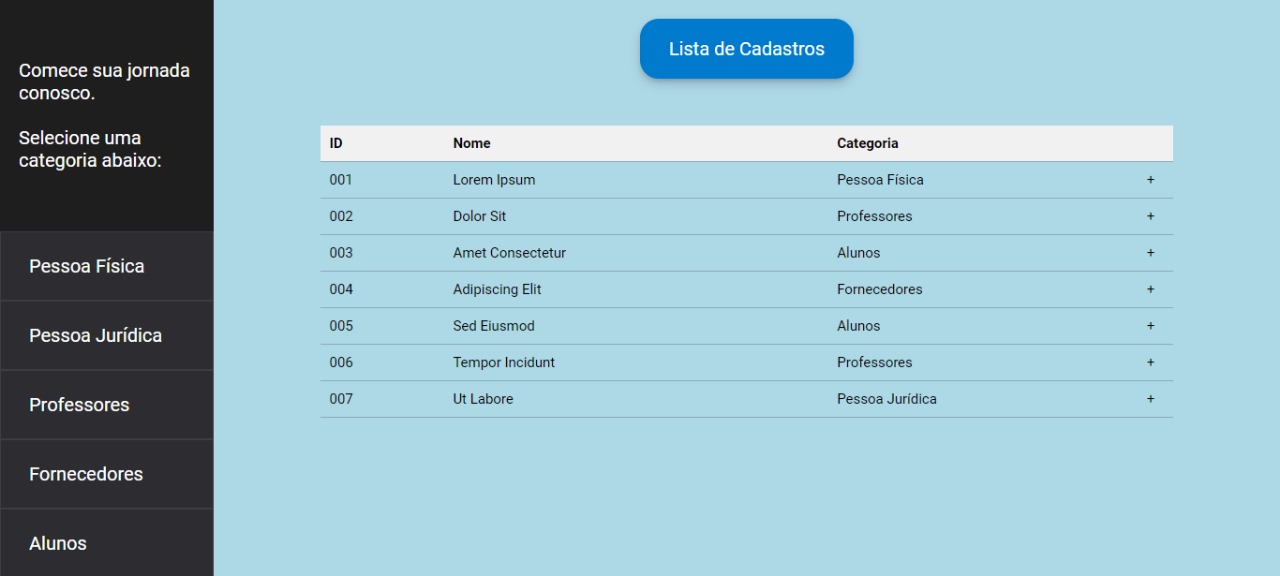 Comece sua jornada
conosco.
Selecione uma
categoria abaixo:
Pessoa Física
Pessoa Jurídica
Professores
Fornecedores
Alunos
Lista de Cadastros
ID Nome Categoria
001 Lorem Ipsum Pessoa Física +
002 Dolor Sit Professores +
003 Amet Consectetur Alunos +
004 Adipiscing Elit Fornecedores +
005 Sed Eiusmod Alunos +
006 Tempor Incidunt Professores +
007 Ut Labore Pessoa Jurídica +